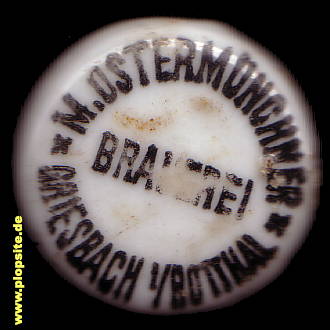 * M. OSTERMÜNCHNER *
BRAUEREI
GRIESBACH I/ROTTHAL
www.plopsite.de